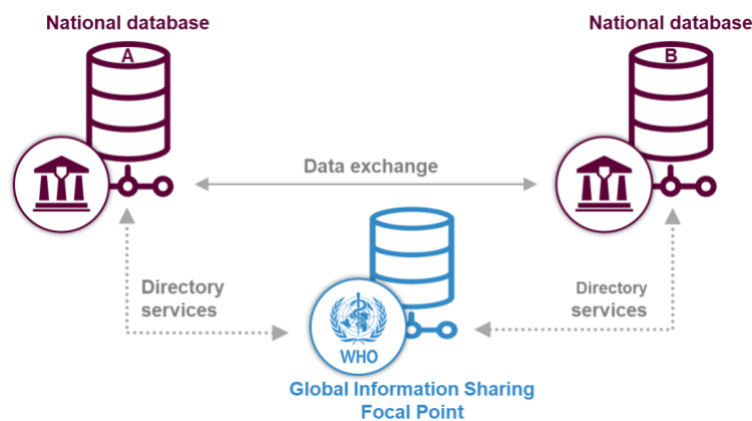 National database
National database
A
B
Data exchange
Directory
services
Directory
services
WHO
Global Information Sharing
Focal Point